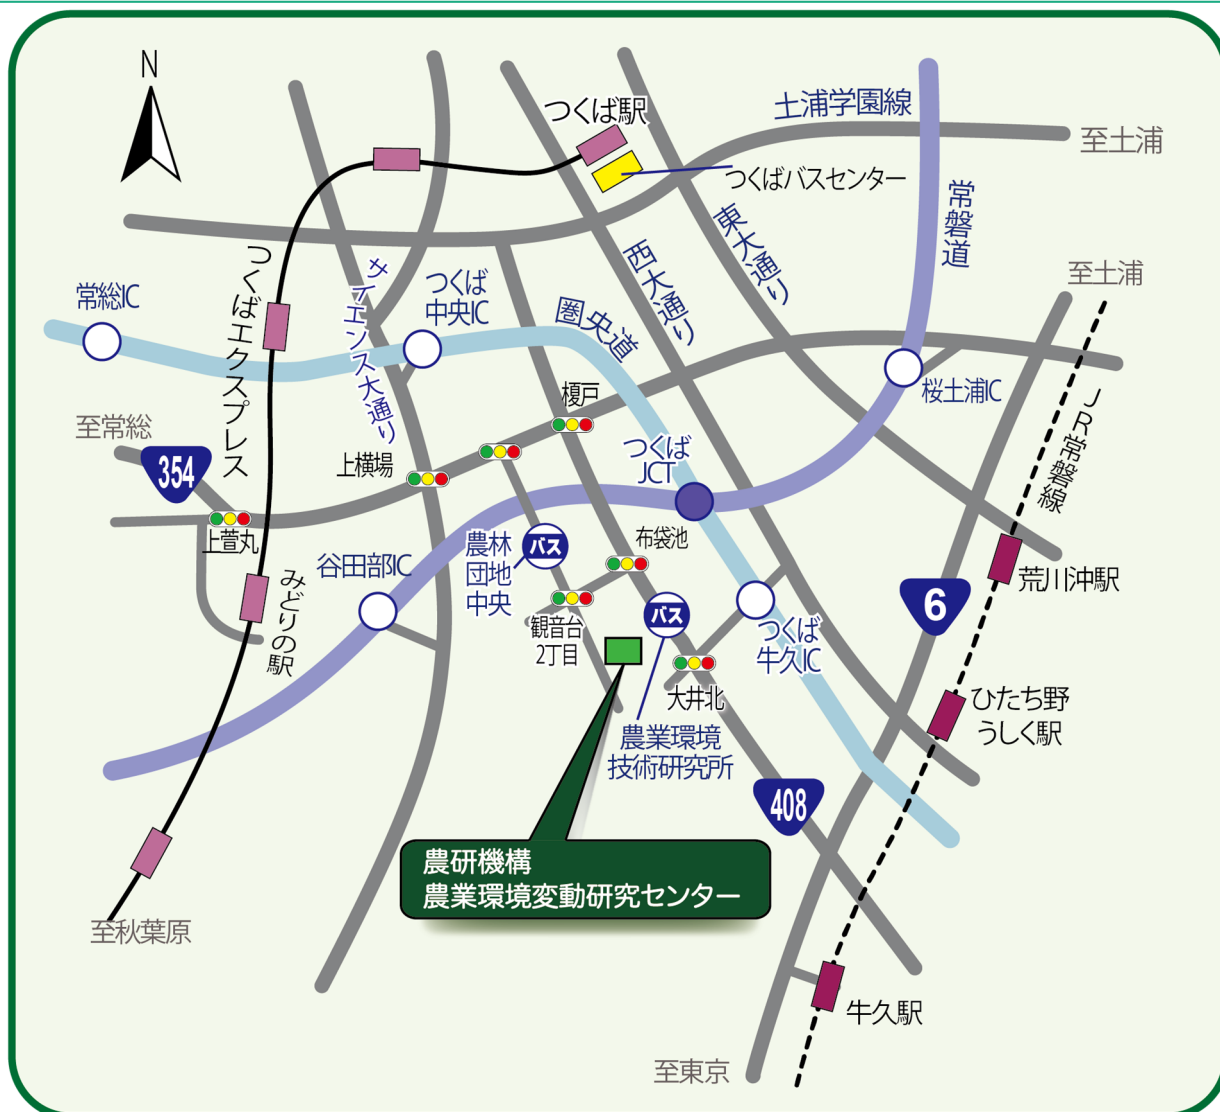 N
つくば駅
土浦学園線
至土浦
つくばバスセンター
常磐道
東大通り
西大通り
至土浦
つくばエクスプレス
サイエンス大通り
つくば
中央IC
常総IC
圏央道
桜土浦IC
JR常磐線
榎戸
至常総
354
上横場
つくば
JCT
上萱丸
谷田部IC
農林
団地
中央
バス
布袋池
みどりの駅
観音台
2丁目
バス
つくば
牛久IC
6
荒川沖駅
大井北
ひたち野
うしく駅
農業環境
技術研究所
408
農研機構
農業環境変動研究センター
至秋葉原
牛久駅
至東京